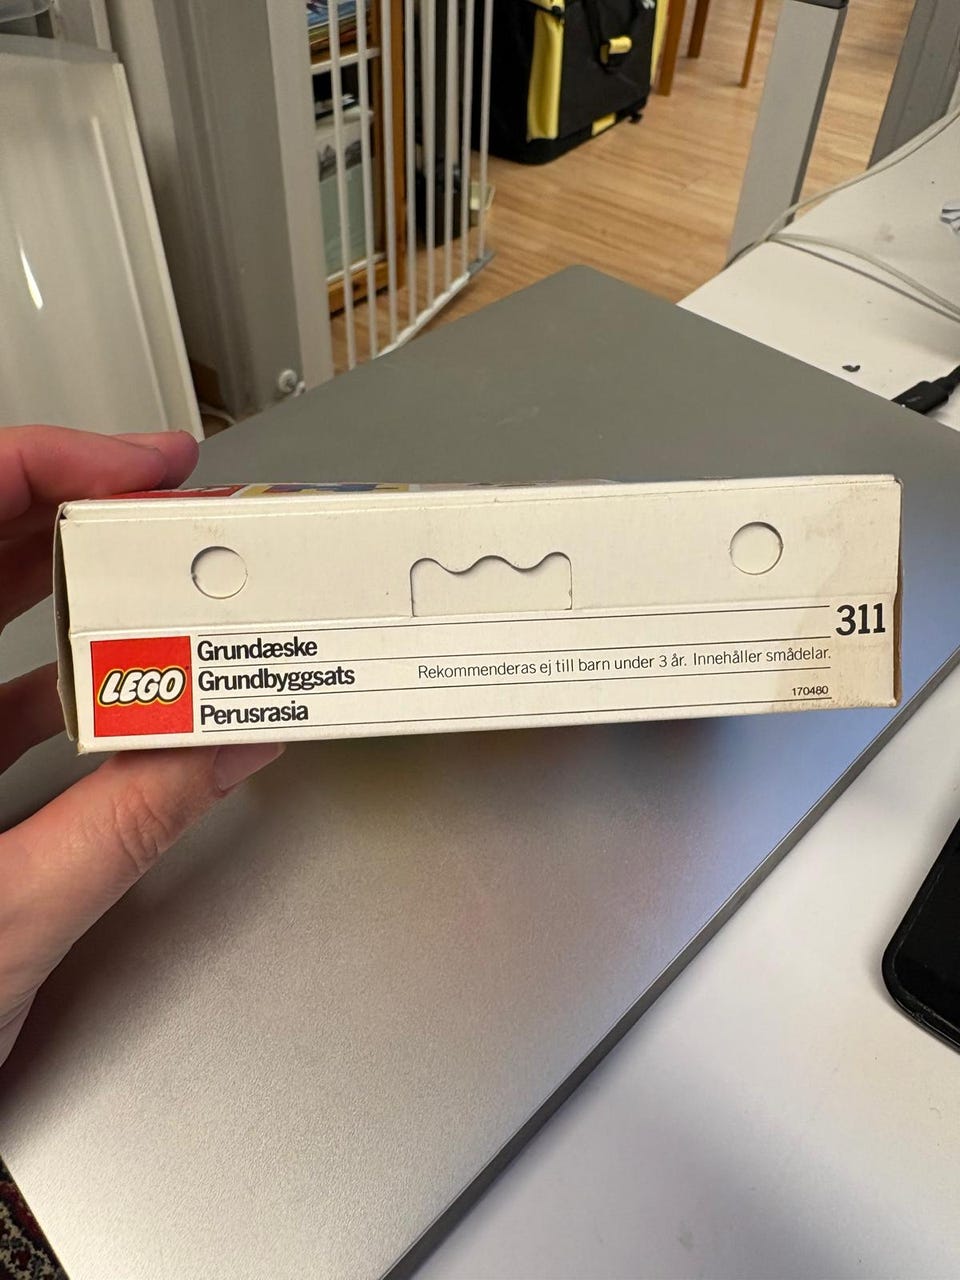 311
LEGO
Grundæske
Grundbyggsats
Perusrasia
Rekommenderas ej till barn under 3 år. Innehåller smådelar.
170480